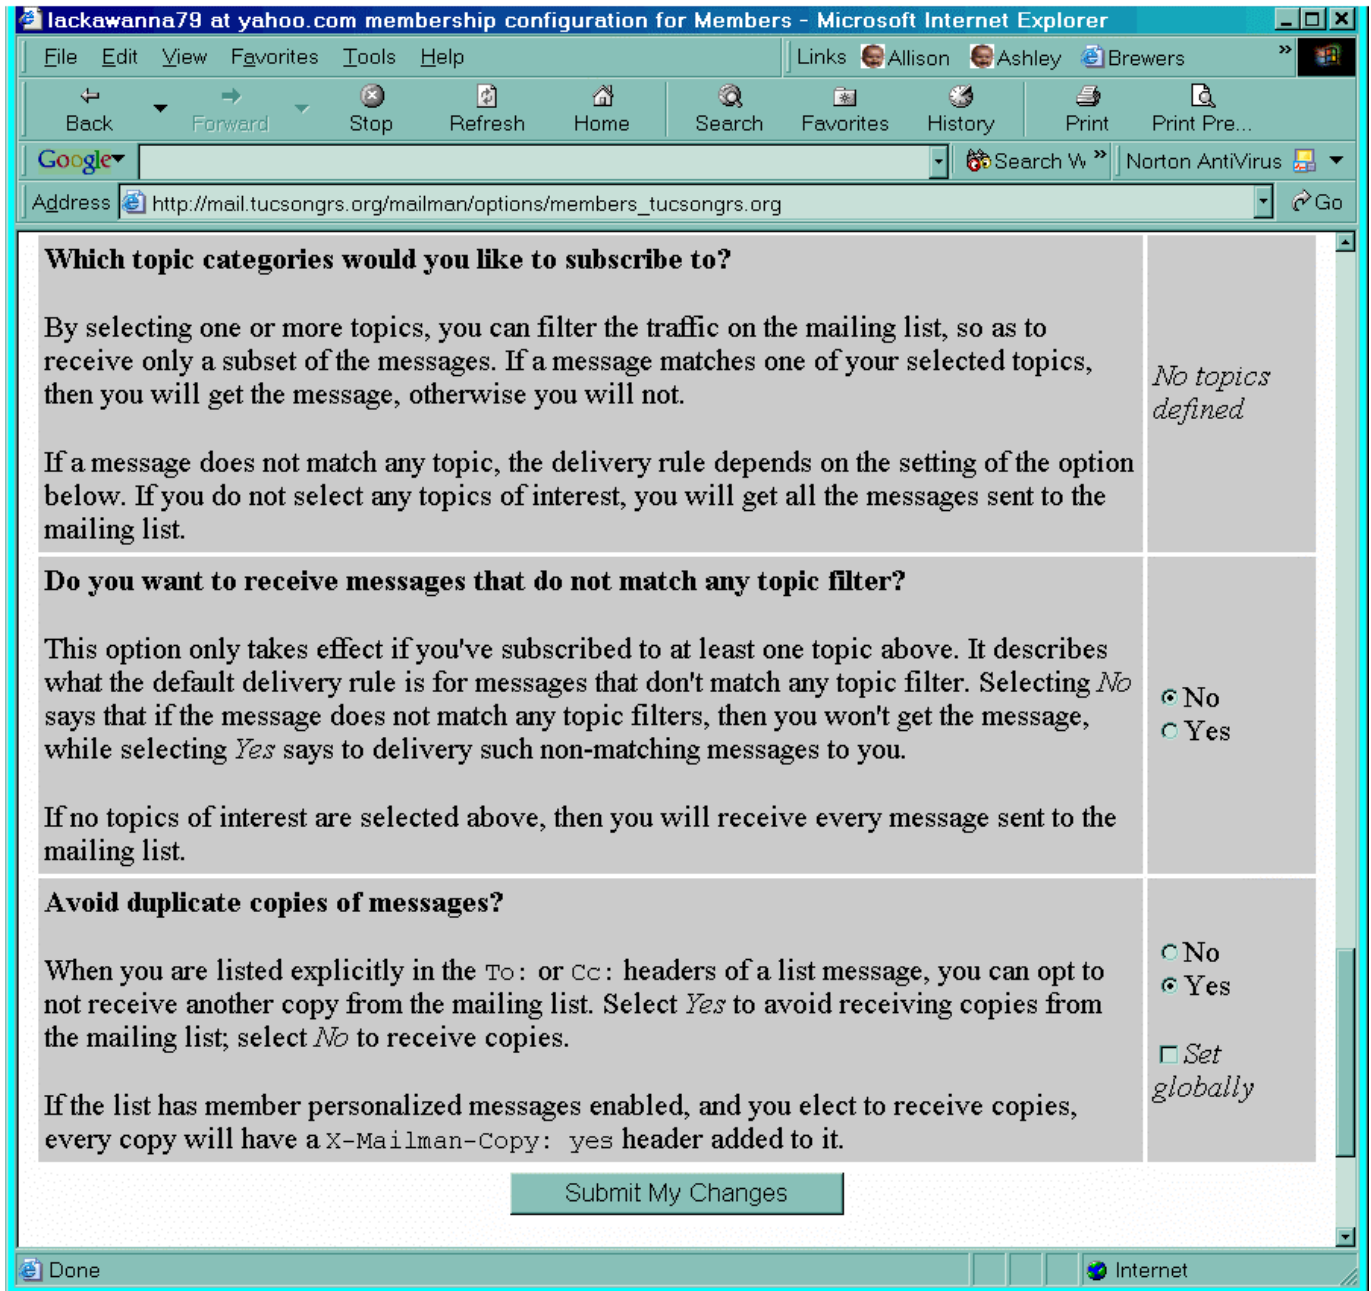 lackawanna79 at yahoo.com membership configuration for Members - Microsoft Internet Explorer
File Edit View Favorites Tools Help Links Allison Ashley Brewers »
Back Forward Stop Refresh Home Search Favorites History Print Print Pre...
Google Search W » Norton AntiVirus
Address http://mail.tucsongrs.org/mailman/options/members_tucsongrs.org Go
Which topic categories would you like to subscribe to?
By selecting one or more topics, you can filter the traffic on the mailing list, so as to
receive only a subset of the messages. If a message matches one of your selected topics,
then you will get the message, otherwise you will not.
If a message does not match any topic, the delivery rule depends on the setting of the option
below. If you do not select any topics of interest, you will get all the messages sent to the
mailing list.
No topics
defined
Do you want to receive messages that do not match any topic filter?
This option only takes effect if you've subscribed to at least one topic above. It describes
what the default delivery rule is for messages that don't match any topic filter. Selecting No
says that if the message does not match any topic filters, then you won't get the message,
while selecting Yes says to delivery such non-matching messages to you.
If no topics of interest are selected above, then you will receive every message sent to the
mailing list.
No
Yes
Avoid duplicate copies of messages?
When you are listed explicitly in the To: or Cc: headers of a list message, you can opt to
not receive another copy from the mailing list. Select Yes to avoid receiving copies from
the mailing list; select No to receive copies.
If the list has member personalized messages enabled, and you elect to receive copies,
every copy will have a X-Mailman-Copy: yes header added to it.
No
Yes
Set
globally
Submit My Changes
Done Internet